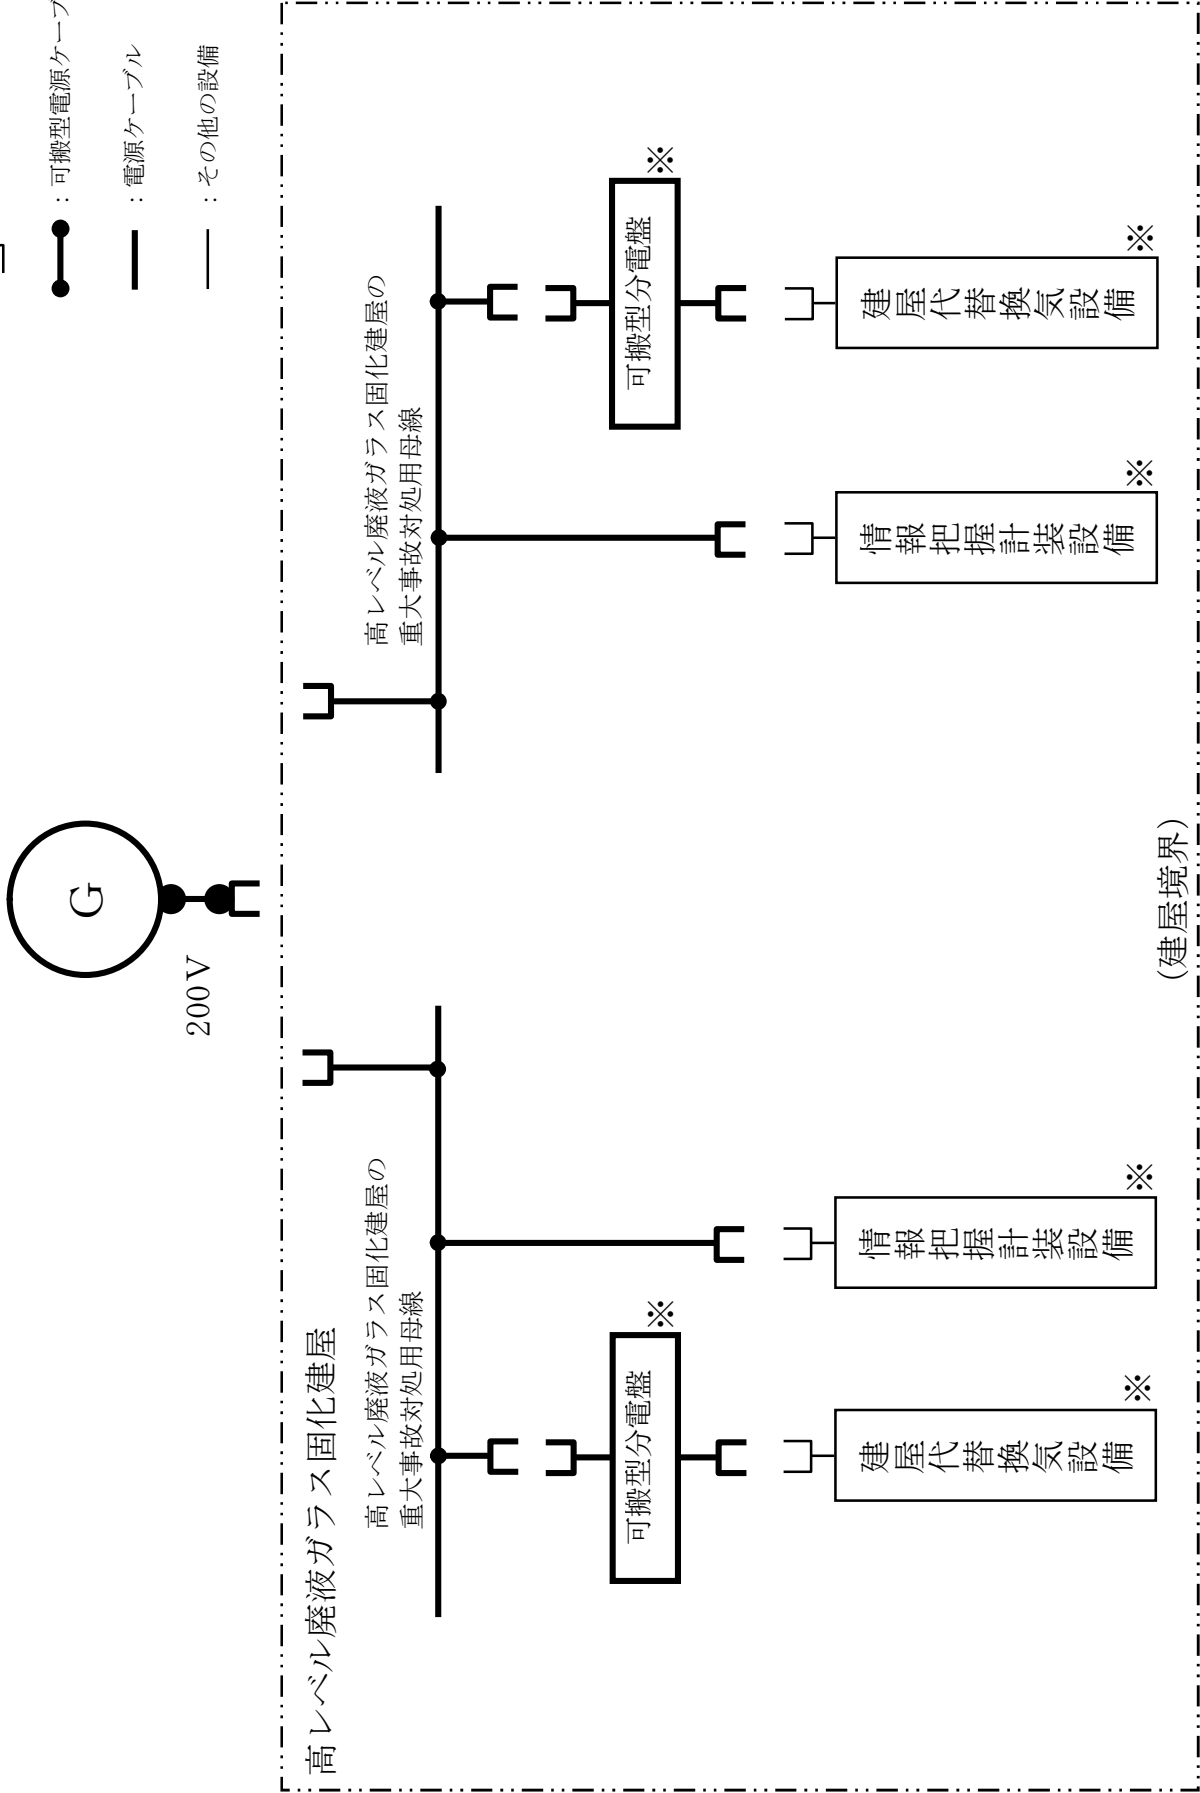 ：可搬型電源ケー
：電源ケーブル
：その他の設備
G
200V
高レベル廃液ガラス固化建屋
高レベル廃液ガラス固化建屋の
重大事故対処用母線
高レベル廃液ガラス固化建屋の
重大事故対処用母線
可搬型分電盤
※
可搬型分電盤
※
建屋代替換気設備
※
情報把握計装設備
※
情報把握計装設備
※
建屋代替換気設備
※
(建屋境界)